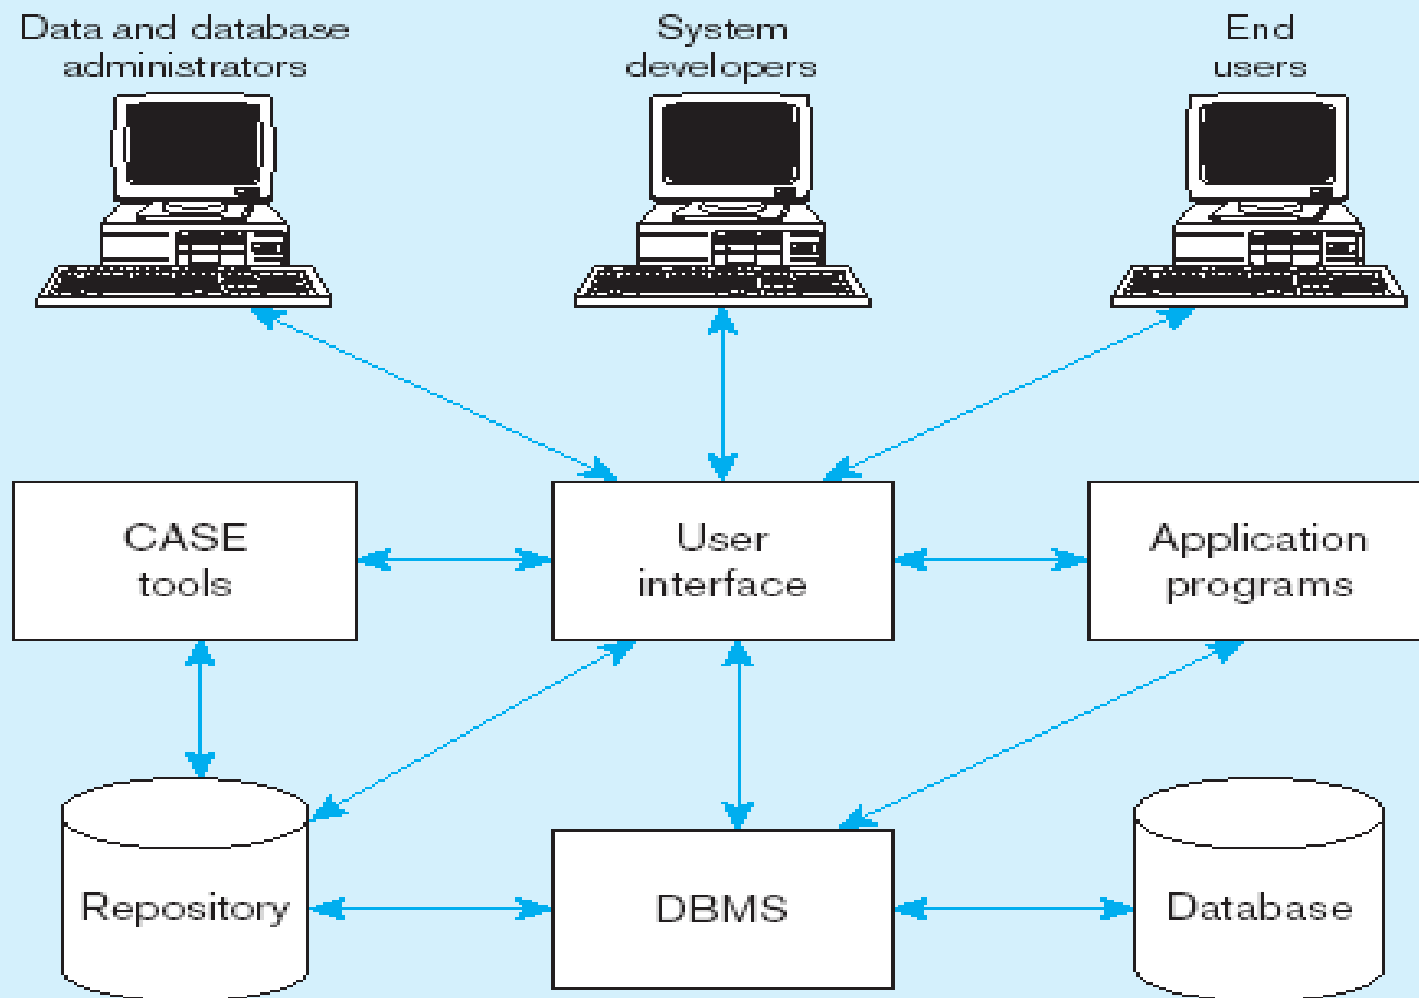 Data and database
administrators
System
developers
End
users
CASE
tools
User
interface
Application
programs
Repository
DBMS
Database